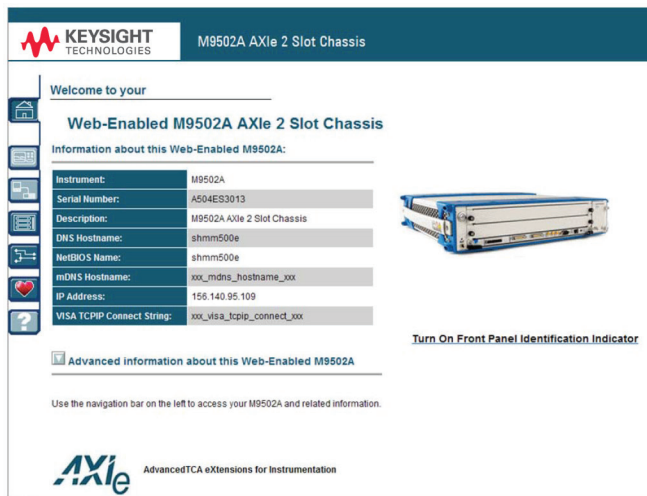 KEYSIGHT
TECHNOLOGIES
M9502A AXIe 2 Slot Chassis
Welcome to your
Web-Enabled M9502A AXIe 2 Slot Chassis
Information about this Web-Enabled M9502A:
Instrument: M9502A
Serial Number: A504ES3013
Description: M9502A AXIe 2 Slot Chassis
DNS Hostname: shmm500e
NetBIOS Name: shmm500e
mDNS Hostname: xxx_mdns_hostname_xxx
IP Address: 156.140.95.109
VISA TCPIP Connect String: xxx_visa_tcpip_connect_xxx
Turn On Front Panel Identification Indicator
Advanced information about this Web-Enabled M9502A
Use the navigation bar on the left to access your M9502A and related information.
AXIe
AdvancedTCA eXtensions for Instrumentation